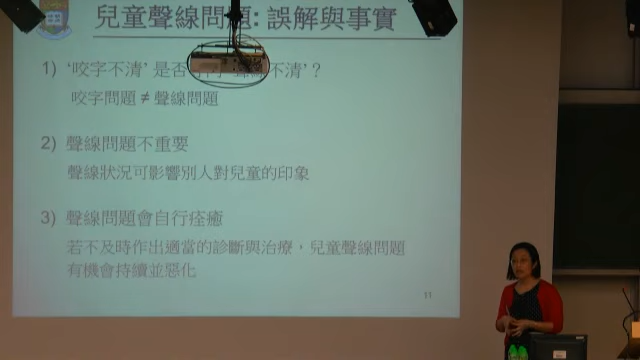 兒童聲線問題: 誤解與事實
1) ‘咬字不清’ 是否 聲線不清’ ?
咬字問題 ≠ 聲線問題
2) 聲線問題不重要
聲線狀況可影響別人對兒童的印象
3) 聲線問題會自行痊癒
若不及時作出適當的診斷與治療，兒童聲線問題
有機會持續並惡化
11